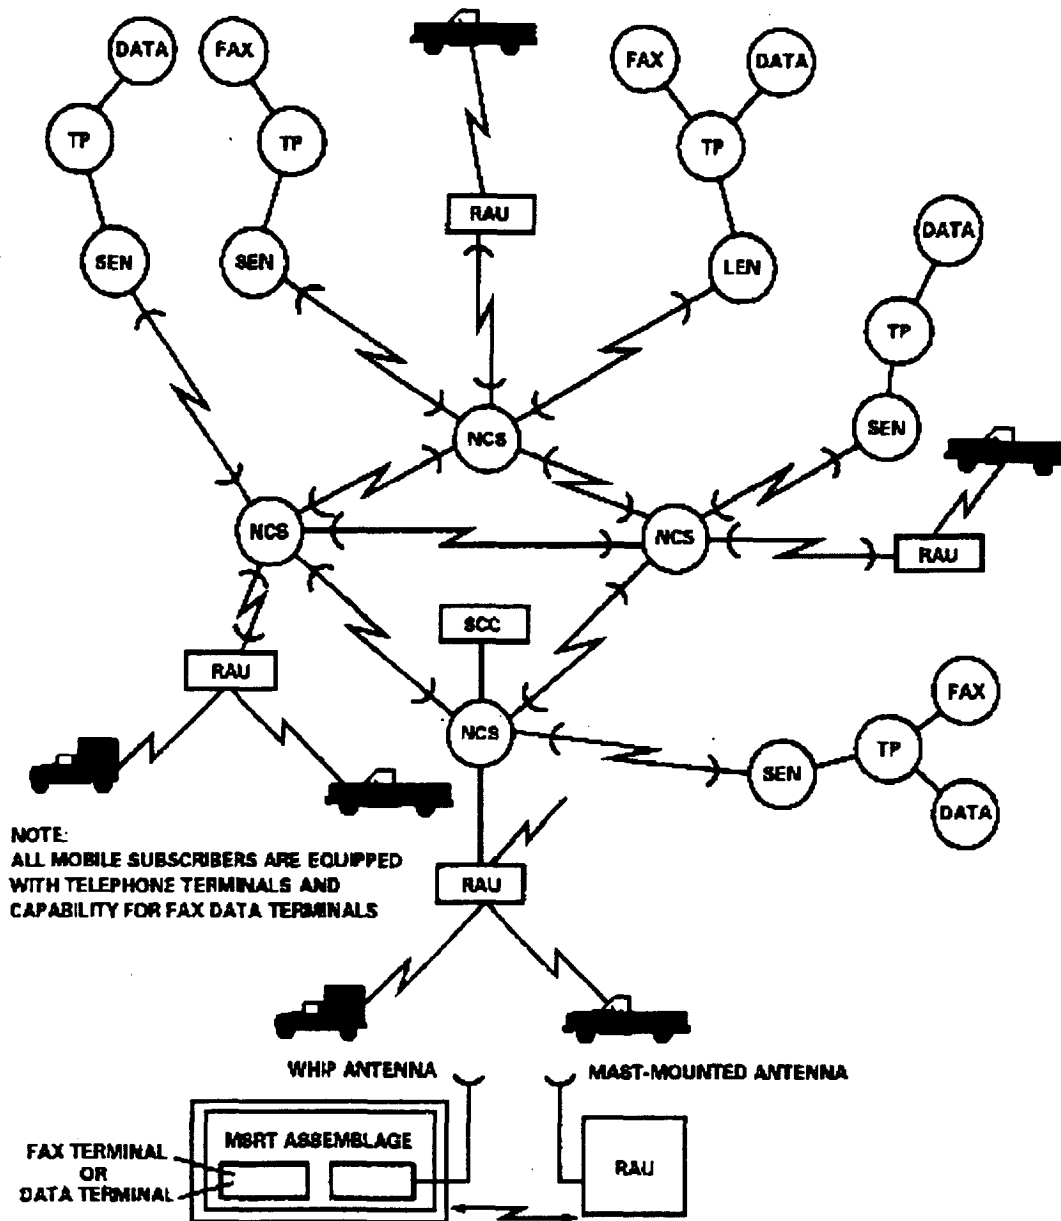 DATA
FAX
FAX
DATA
TP
TP
TP
RAU
DATA
SEN
SEN
LEN
TP
NCS
SEN
NCS
NCS
RAU
SCC
RAU
FAX
NCS
TP
SEN
DATA
NOTE:
ALL MOBILE SUBSCRIBERS ARE EQUIPPED
WITH TELEPHONE TERMINALS AND
CAPABILITY FOR FAX DATA TERMINALS
RAU
WHIP ANTENNA
MAST-MOUNTED ANTENNA
MSRT ASSEMBLAGE
FAX TERMINAL
OR
DATA TERMINAL
RAU